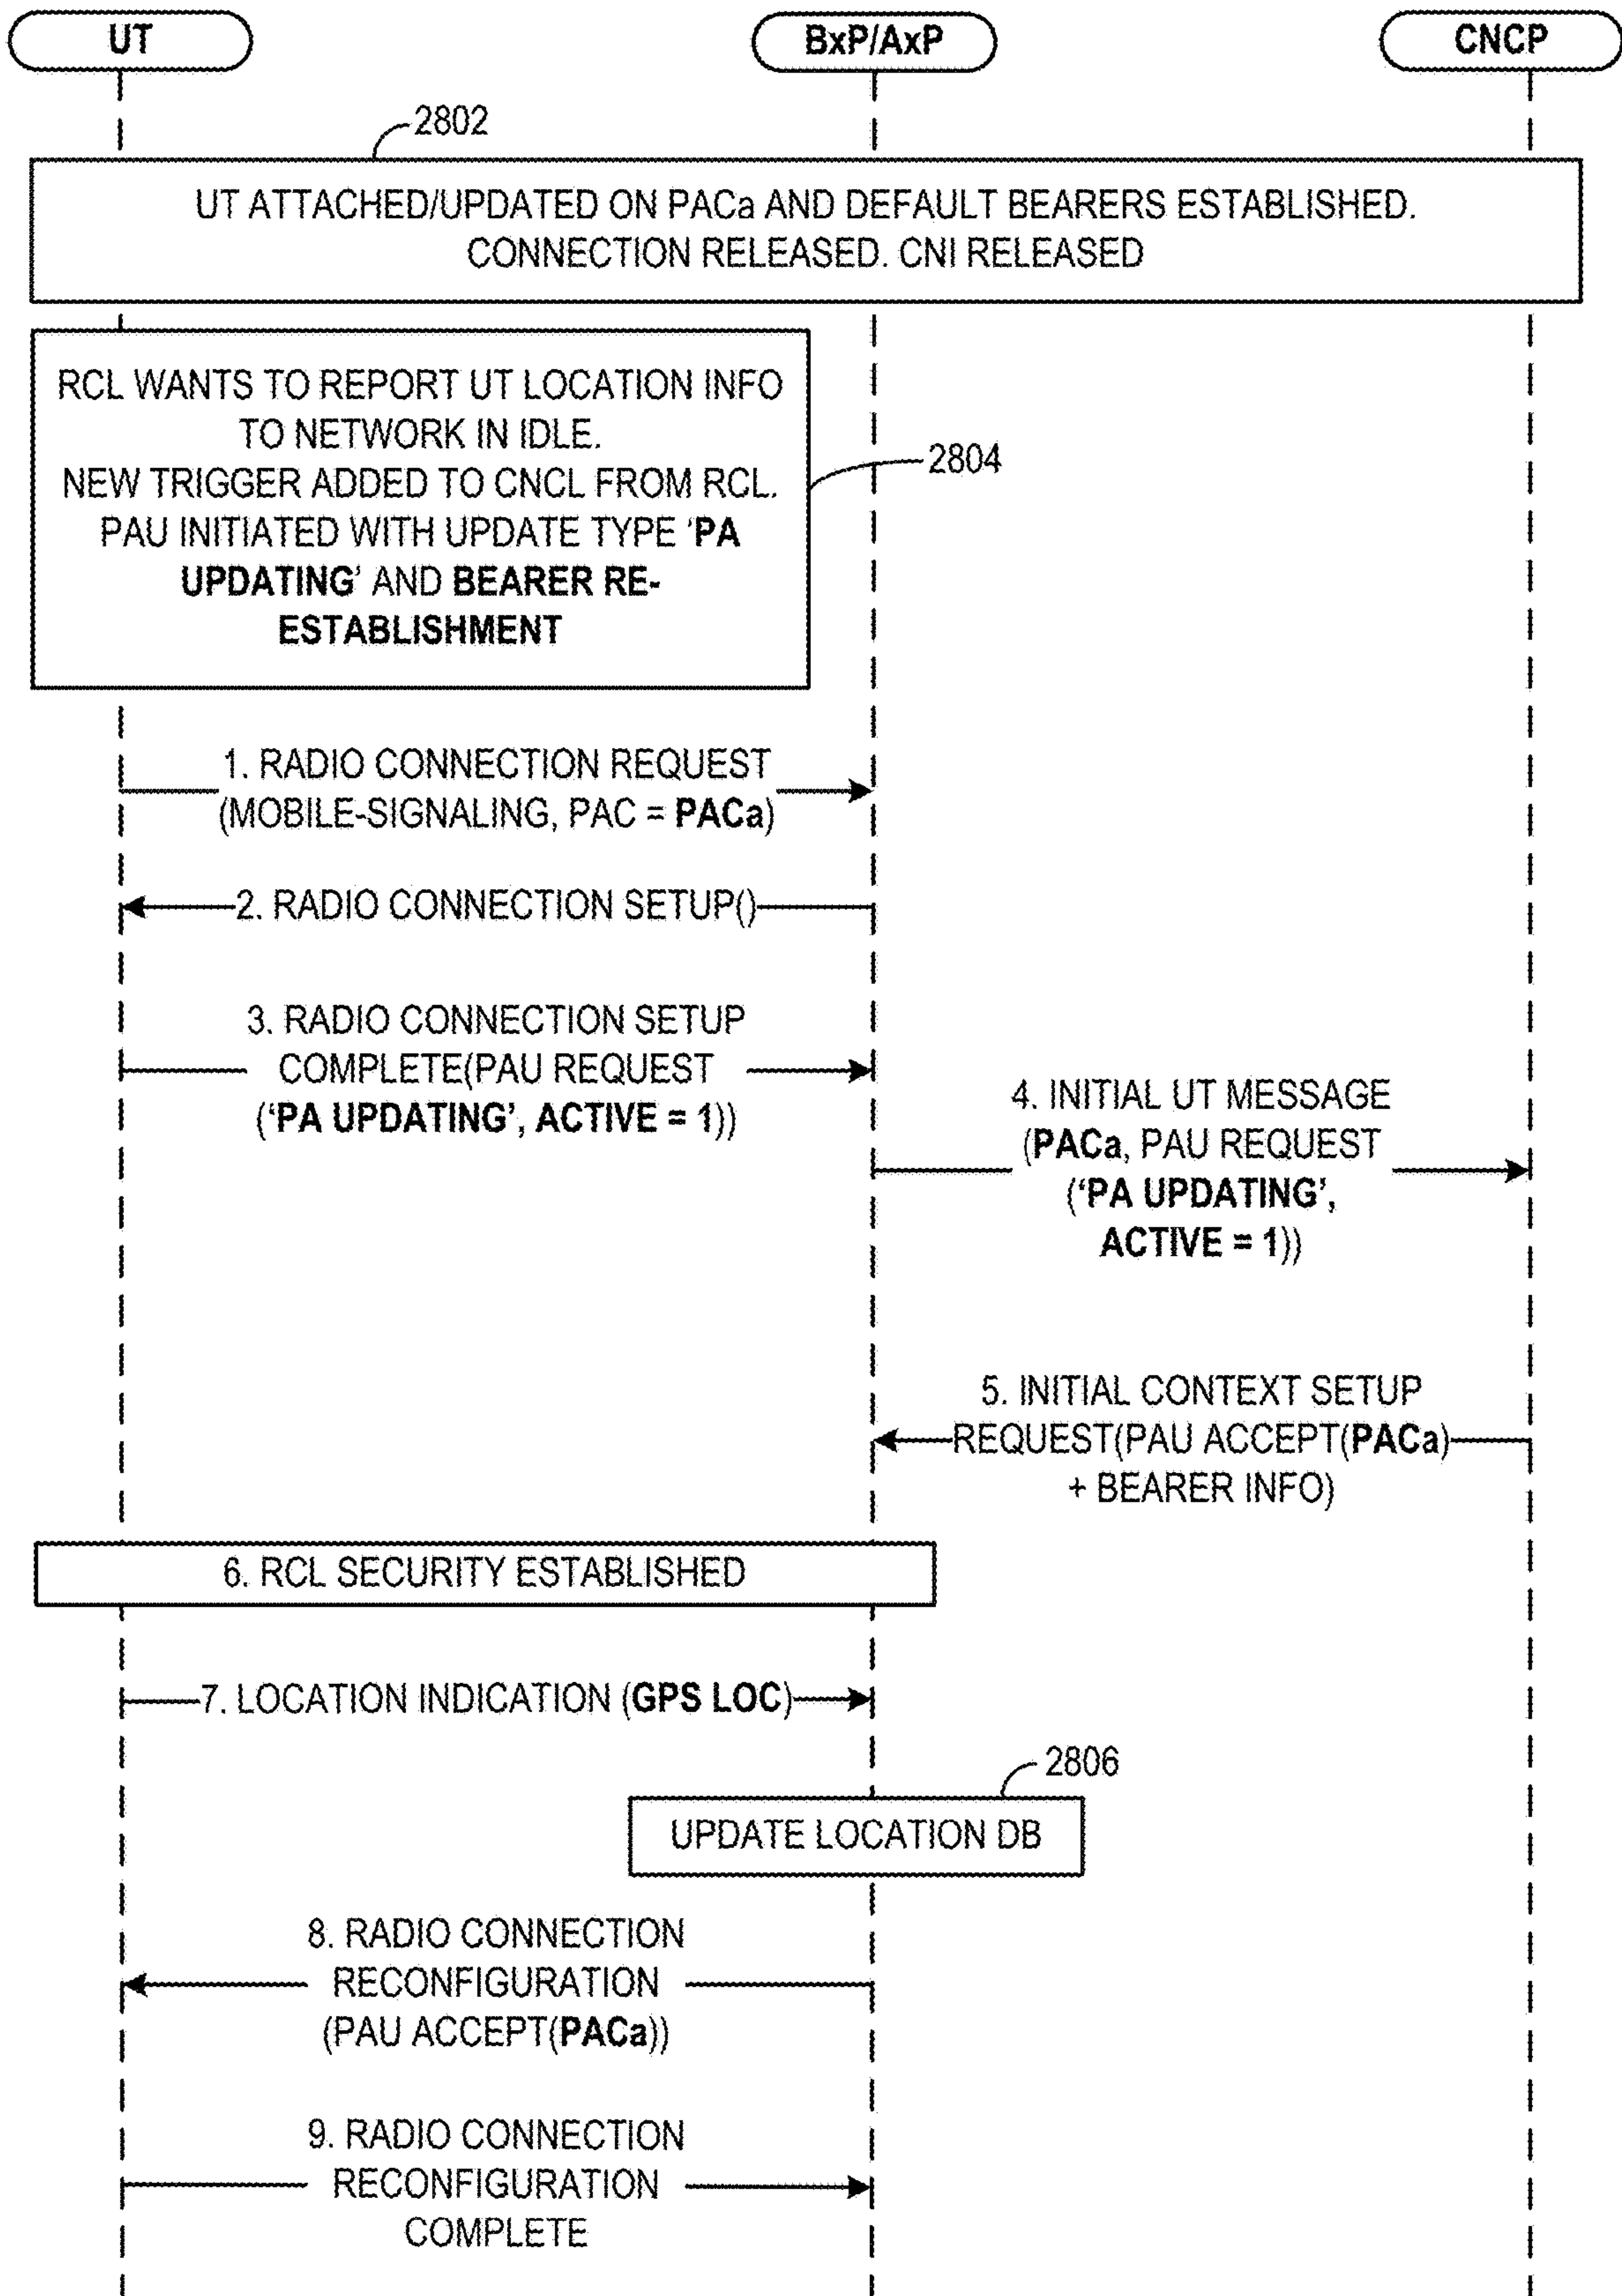 UT
BxP/AxP
CNCP
2802
UT ATTACHED/UPDATED ON PACa AND DEFAULT BEARERS ESTABLISHED.
CONNECTION RELEASED. CNI RELEASED
RCL WANTS TO REPORT UT LOCATION INFO
TO NETWORK IN IDLE.
NEW TRIGGER ADDED TO CNCL FROM RCL.
PAU INITIATED WITH UPDATE TYPE ‘PA
UPDATING’ AND BEARER RE-
ESTABLISHMENT
2804
1. RADIO CONNECTION REQUEST
(MOBILE-SIGNALING, PAC = PACa)
2. RADIO CONNECTION SETUP()
3. RADIO CONNECTION SETUP
COMPLETE(PAU REQUEST
(‘PA UPDATING’, ACTIVE = 1))
4. INITIAL UT MESSAGE
(PACa, PAU REQUEST
(‘PA UPDATING’,
ACTIVE = 1))
5. INITIAL CONTEXT SETUP
REQUEST(PAU ACCEPT(PACa)
+ BEARER INFO)
6. RCL SECURITY ESTABLISHED
7. LOCATION INDICATION (GPS LOC)
2806
UPDATE LOCATION DB
8. RADIO CONNECTION
RECONFIGURATION
(PAU ACCEPT(PACa))
9. RADIO CONNECTION
RECONFIGURATION
COMPLETE